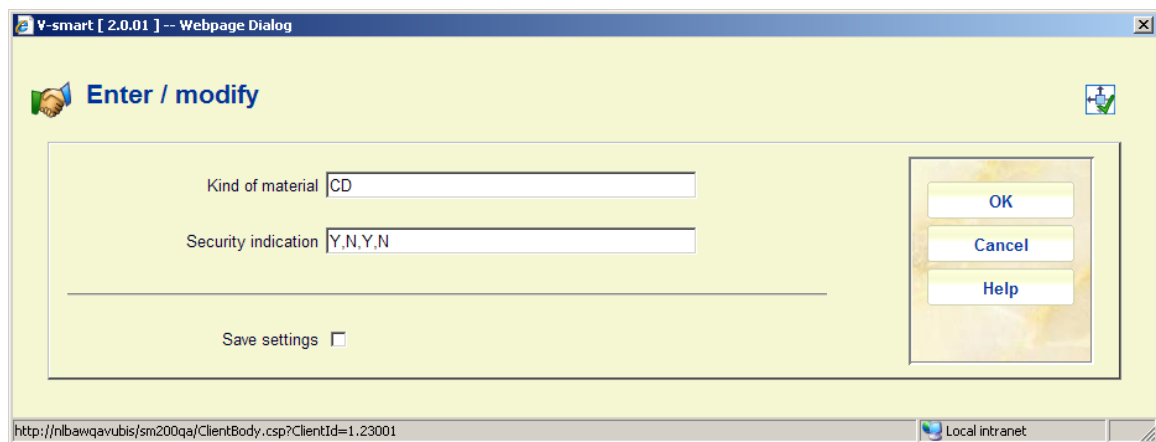 V-smart [ 2.0.01 ] -- Webpage Dialog
Enter / modify
Kind of material CD
Security indication Y,N,Y,N
Save settings
OK
Cancel
Help
http://nlbawqavubis/sm200qa/ClientBody.csp?ClientId=1.23001
Local intranet